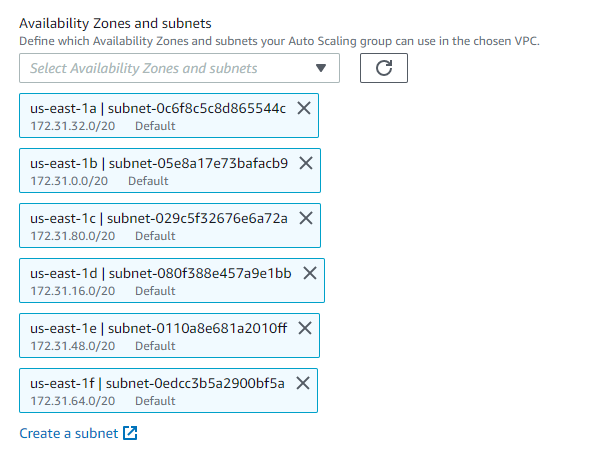 Availability Zones and subnets
Define which Availability Zones and subnets your Auto Scaling group can use in the chosen VPC.
Select Availability Zones and subnets
us-east-1a | subnet-0c6f8c5c8d865544c
172.31.32.0/20 Default
us-east-1b | subnet-05e8a17e73bafacb9
172.31.0.0/20 Default
us-east-1c | subnet-029c5f32676e6a72a
172.31.80.0/20 Default
us-east-1d | subnet-080f388e457a9e1bb
172.31.16.0/20 Default
us-east-1e | subnet-0110a8e681a2010ff
172.31.48.0/20 Default
us-east-1f | subnet-0edcc3b5a2900bf5a
172.31.64.0/20 Default
Create a subnet